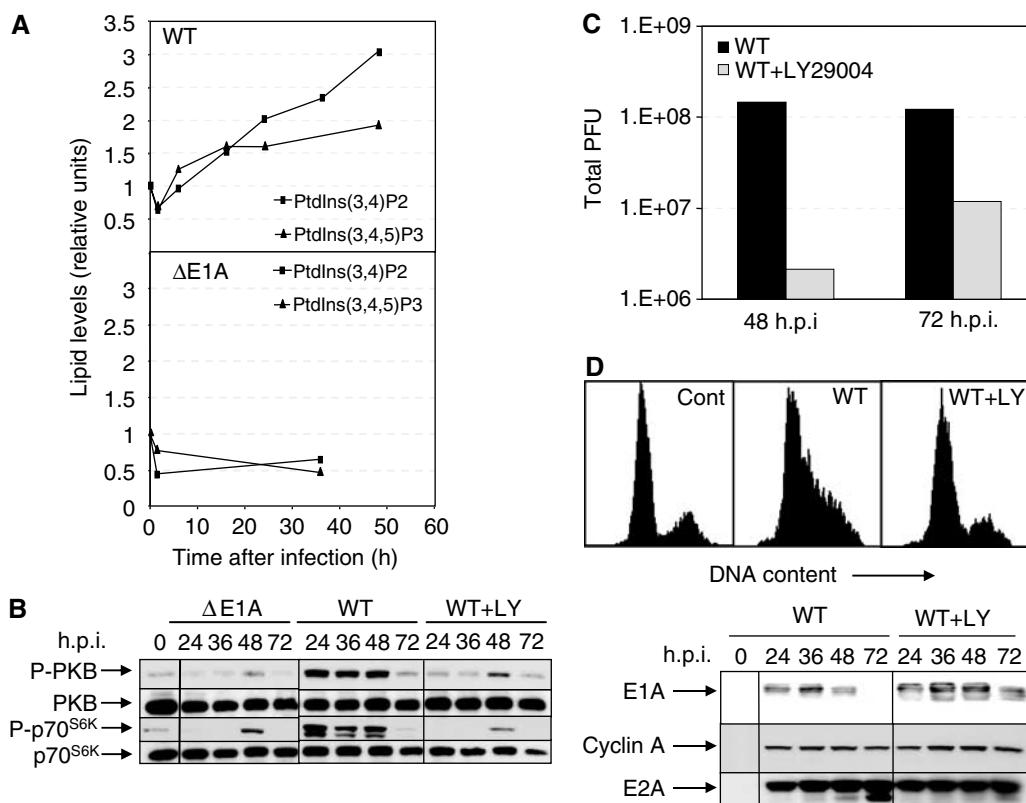 A
WT
3.5
3
2.5
2
1.5
1
0.5
PtdIns(3,4)P2
PtdIns(3,4,5)P3
ΔE1A
PtdIns(3,4)P2
PtdIns(3,4,5)P3
3
2.5
2
1.5
1
0.5
0
Lipid levels (relative units)
0 10 20 30 40 50 60
Time after infection (h)
B
ΔE1A WT WT+LY
h.p.i. 0 24 36 48 72 24 36 48 72 24 36 48 72
P-PKB
PKB
P-p70S6K
p70S6K
C
1.E+09
1.E+08
1.E+07
1.E+06
Total PFU
WT
WT+LY29004
48 h.p.i
72 h.p.i.
D
Cont
WT
WT+LY
DNA content
WT WT+LY
h.p.i. 0 24 36 48 72 24 36 48 72
E1A
Cyclin A
E2A